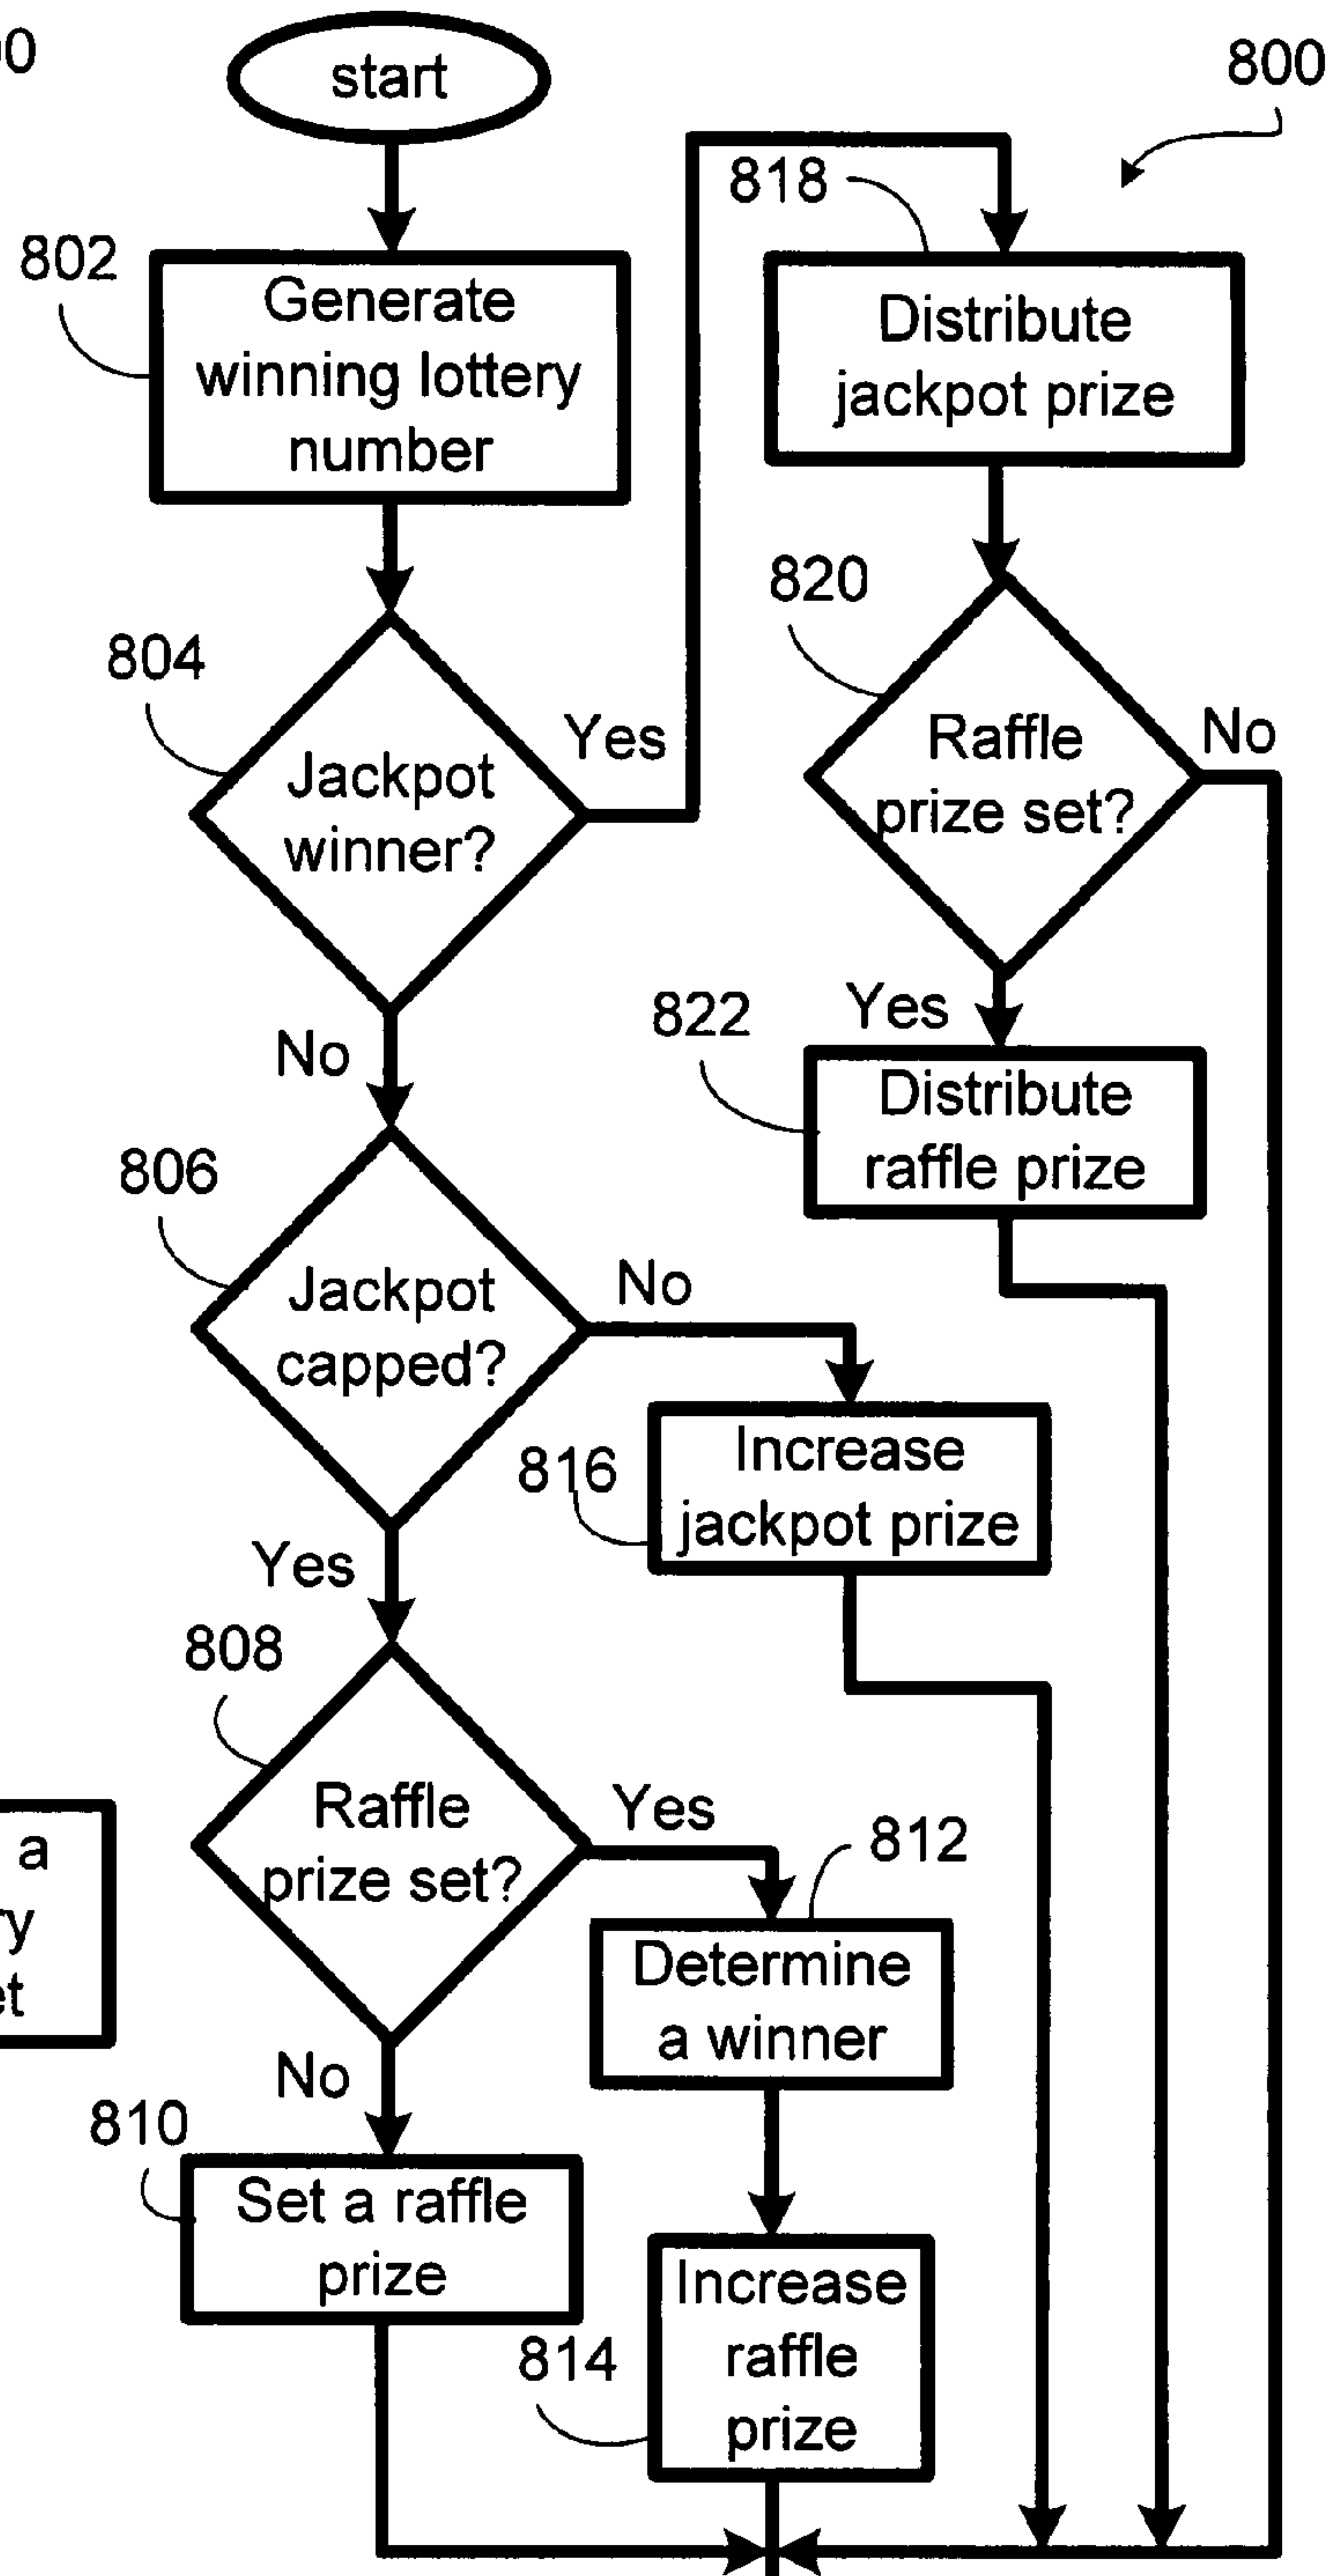 start
800
818
802
Generate
winning lottery
number
Distribute
jackpot prize
820
804
Yes
Raffle
prize set?
No
Jackpot
winner?
No
822
Yes
Distribute
raffle prize
806
No
Jackpot
capped?
816
Increase
jackpot prize
Yes
808
Raffle
prize set?
Yes
812
a
Determine
a winner
No
810
Set a raffle
prize
Increase
raffle
prize
814